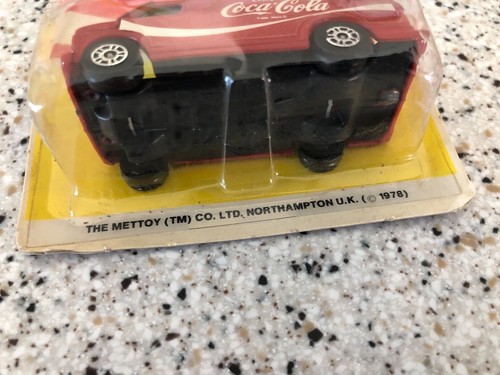 Coca-Cola
THE METTOY (TM) CO. LTD. NORTHAMPTON U.K. (© 1978)